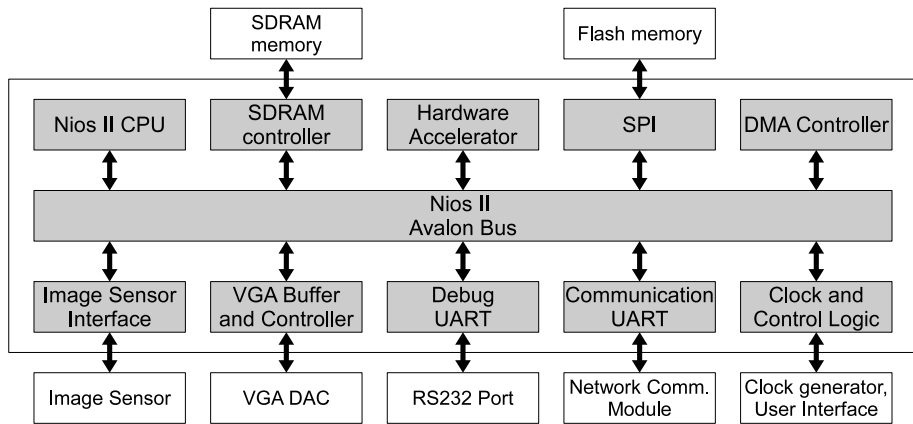 SDRAM
memory
Flash memory
Nios II CPU
SDRAM
controller
Hardware
Accelerator
SPI
DMA Controller
Nios II
Avalon Bus
Image Sensor
Interface
VGA Buffer
and Controller
Debug
UART
Communication
UART
Clock and
Control Logic
Image Sensor
VGA DAC
RS232 Port
Network Comm.
Module
Clock generator,
User Interface